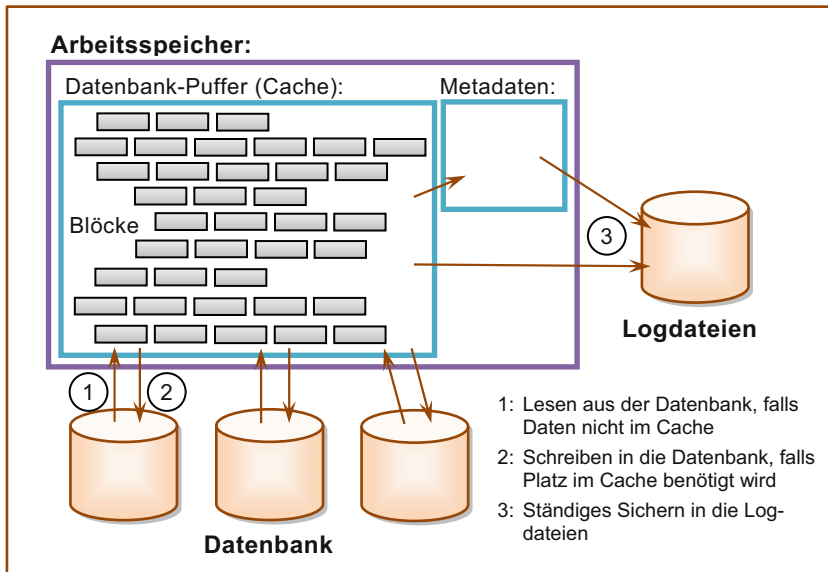 Arbeitsspeicher:
Datenbank-Puffer (Cache):
Metadaten:
Blöcke
3
Logdateien
1
2
Datenbank
1: Lesen aus der Datenbank, falls
Daten nicht im Cache
2: Schreiben in die Datenbank, falls
Platz im Cache benötigt wird
3: Ständiges Sichern in die Log-
dateien